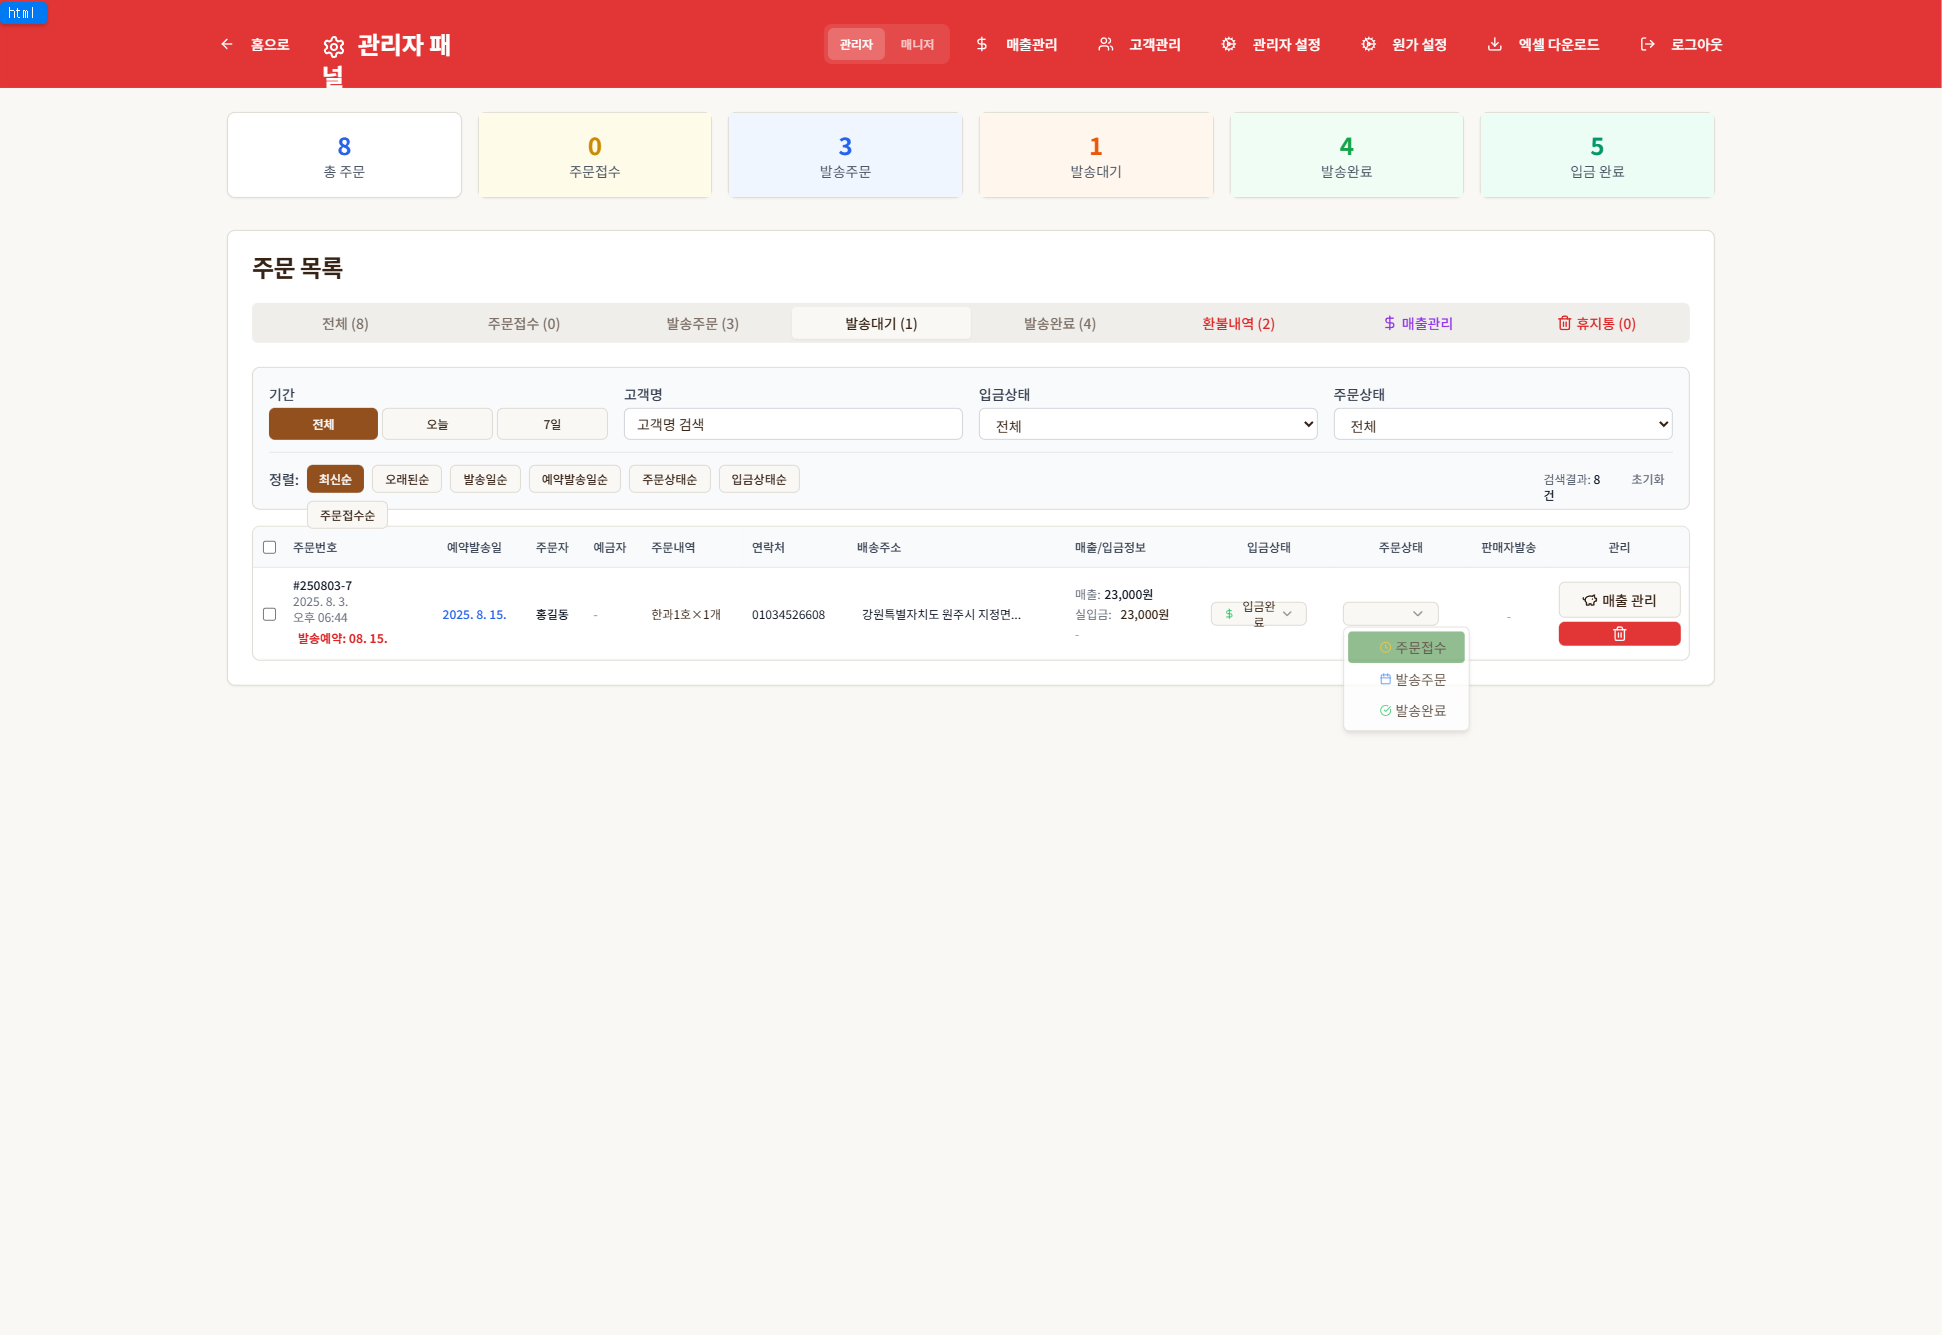 html
홈으로
관리자 패
널
관리자 매니저 매출관리 고객관리 관리자 설정 원가 설정 엑셀 다운로드 로그아웃
8
총 주문
0
주문접수
3
발송주문
1
발송대기
4
발송완료
5
입금 완료
주문 목록
전체 (8) 주문접수 (0) 발송주문 (3) 발송대기 (1) 발송완료 (4) 환불내역 (2) 매출관리 휴지통 (0)
기간
전체 오늘 7일
고객명
고객명 검색
입금상태
전체
주문상태
전체
정렬: 최신순 오래된순 발송일순 예약발송일순 주문상태순 입금상태순
주문접수순
검색결과: 8
건
초기화
주문번호 예약발송일 주문자 예금자 주문내역 연락처 배송주소 매출/입금정보 입금상태 주문상태 판매자발송 관리
#250803-7
2025. 8. 3.
오후 06:44
발송예약: 08. 15.
2025. 8. 15.
홍길동
-
한과1호×1개
01034526608
강원특별자치도 원주시 지정면...
매출: 23,000원
실입금: 23,000원
-
입금완
료
-
매출 관리
주문접수
발송주문
발송완료